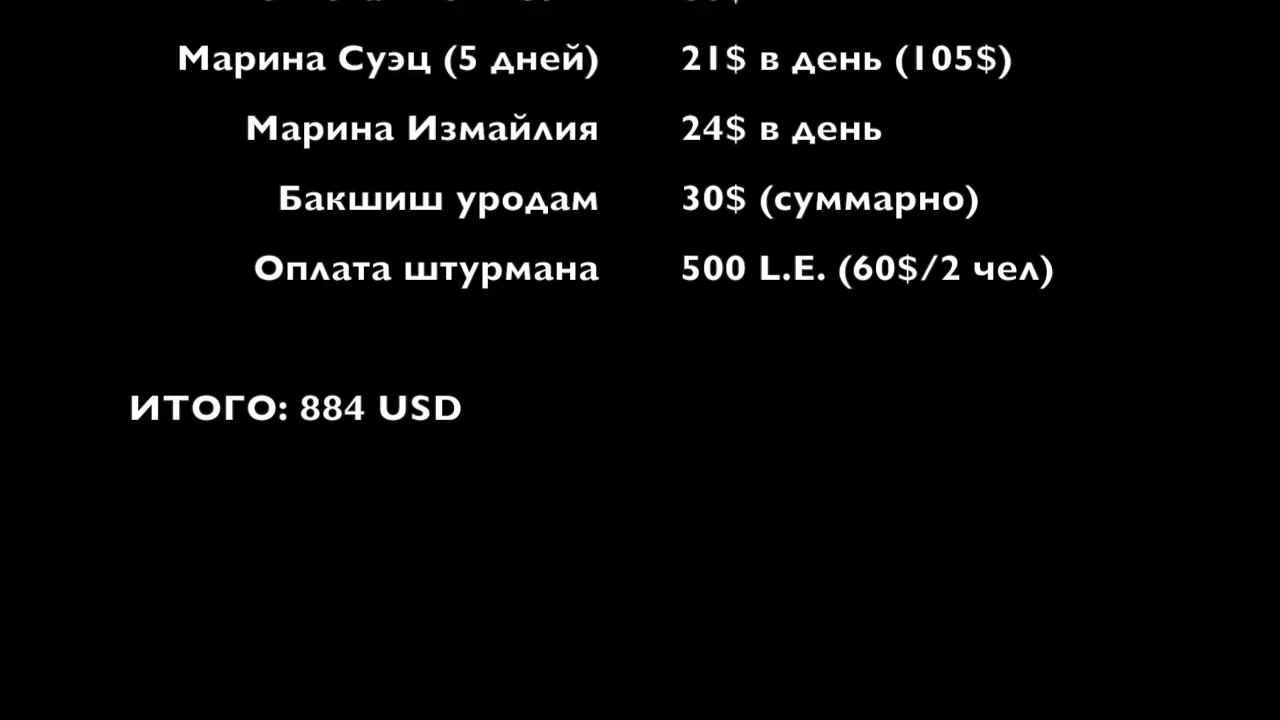 Марина Суэц (5 дней) 21$ в день (105$)
Марина Измайлия 24$ в день
Бакшиш уродам 30$ (суммарно)
Оплата штурмана 500 L.E. (60$/2 чел)
ИТОГО: 884 USD